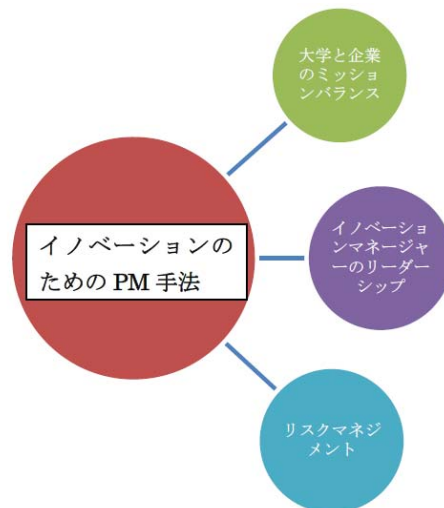 大学と企業
のミッショ
ンバランス
イノベーションの
ための PM 手法
イノベーショ
ンマネージャ
ーのリーダー
シップ
リスクマネジ
メント